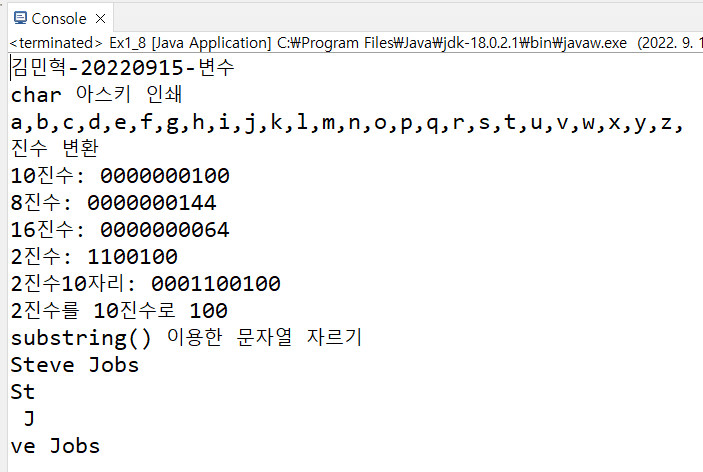 Console
<terminated> Ex1_8 [Java Application] C:₩Program Files₩Java₩jdk-18.0.2.1₩bin₩javaw.exe (2022. 9. 1
김민혁-20220915-변수
char 아스키 인쇄
a,b,c,d,e,f,g,h,i,j,k,l,m,n,o,p,q,r,s,t,u,v,w,x,y,z,
진수 변환
10진수: 0000000100
8진수: 0000000144
16진수: 0000000064
2진수: 1100100
2진수10자리: 0001100100
2진수를 10진수로 100
substring() 이용한 문자열 자르기
Steve Jobs
St
 J
ve Jobs